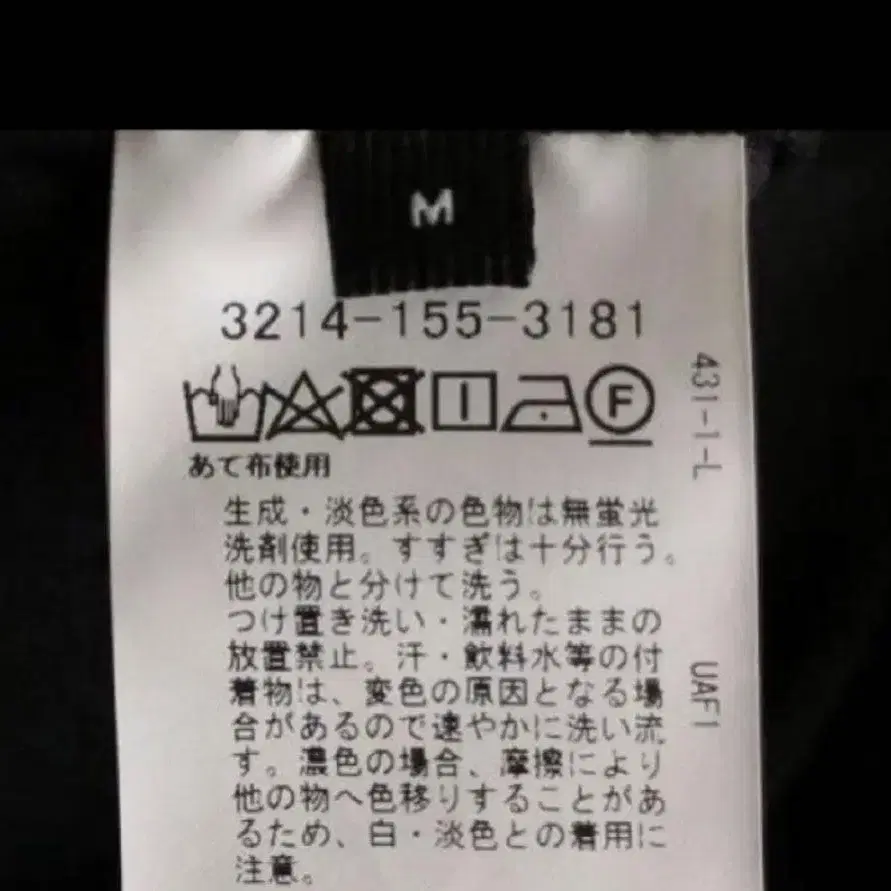 M
3214-155-3181
F
あて布使用
生成・淡色系の色物は無蛍光
洗剤使用。すすぎは十分行う。
他の物と分けて洗う。
つけ置き洗い・濡れたままの
放置禁止。汗・飲料水等の付
着物は、変色の原因となる場
合があるので速やかに洗い流
す。濃色の場合、摩擦により
他の物へ色移りすることがあ
るため、白・淡色との着用に
注意。
431-1-L
UAF1